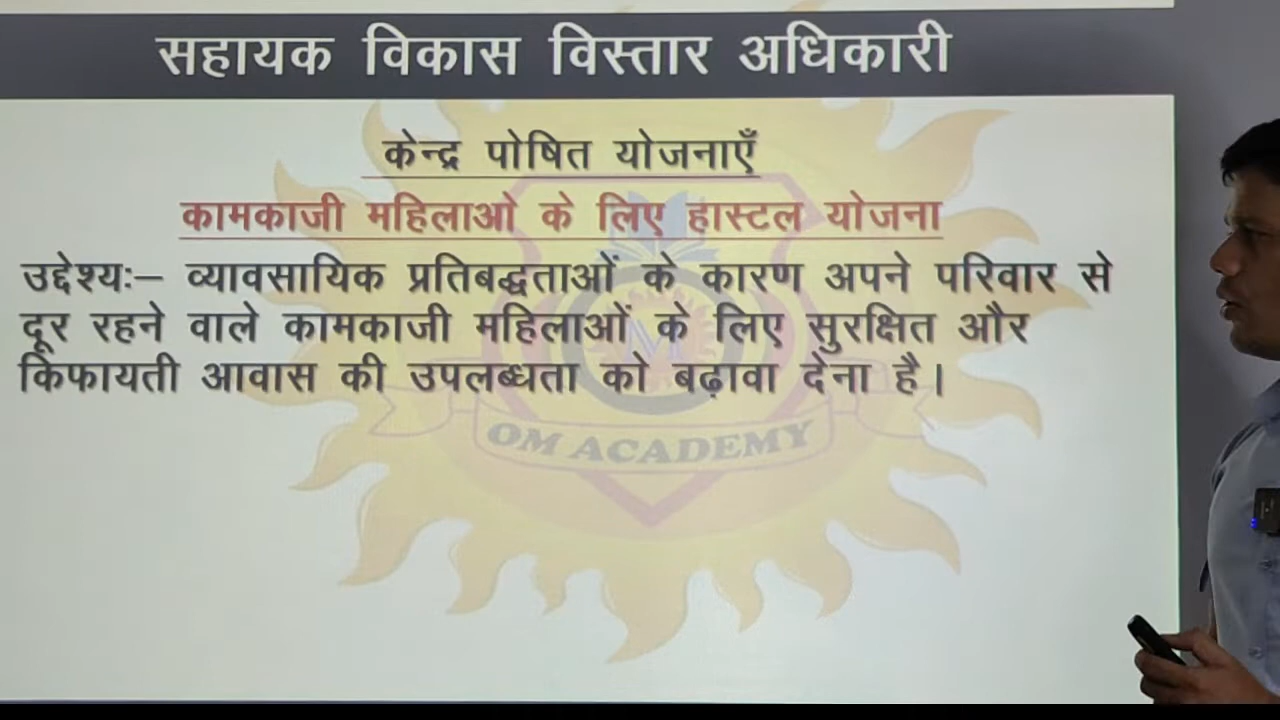 सहायक विकास विस्तार अधिकारी
केन्द्र पोषित योजनाएँ
कामकाजी महिलाओ के लिए हास्टल योजना
उद्देश्यः– व्यावसायिक प्रतिबद्धताओं के कारण अपने परिवार से
दूर रहने वाले कामकाजी महिलाओं के लिए सुरक्षित और
किफायती आवास की उपलब्धता को बढ़ावा देना है।
OM ACADEMY